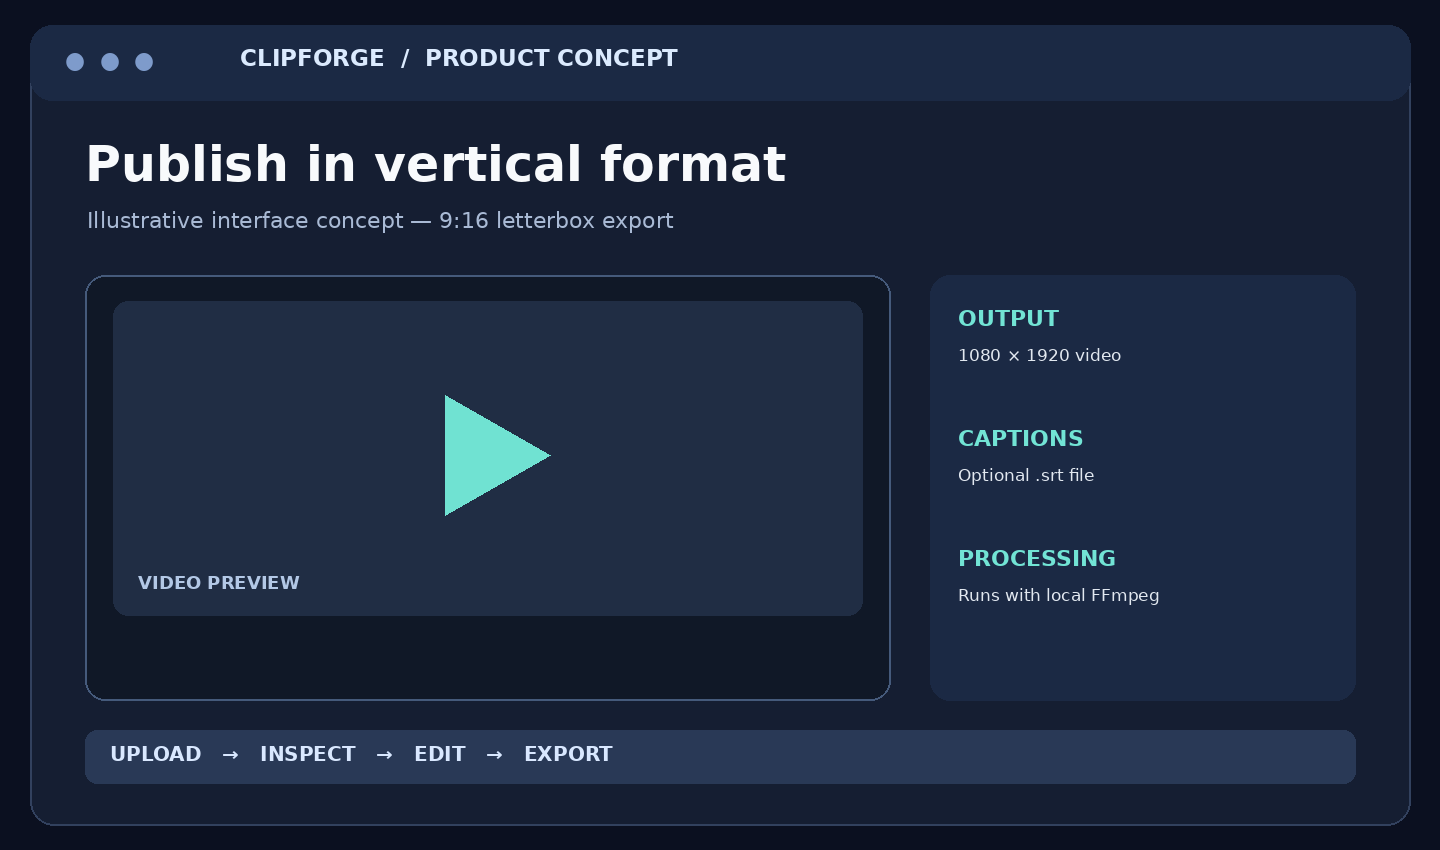 CLIPFORGE / PRODUCT CONCEPT
Publish in vertical format
Illustrative interface concept — 9:16 letterbox export
VIDEO PREVIEW
OUTPUT
1080 × 1920 video
CAPTIONS
Optional .srt file
PROCESSING
Runs with local FFmpeg
UPLOAD → INSPECT → EDIT → EXPORT